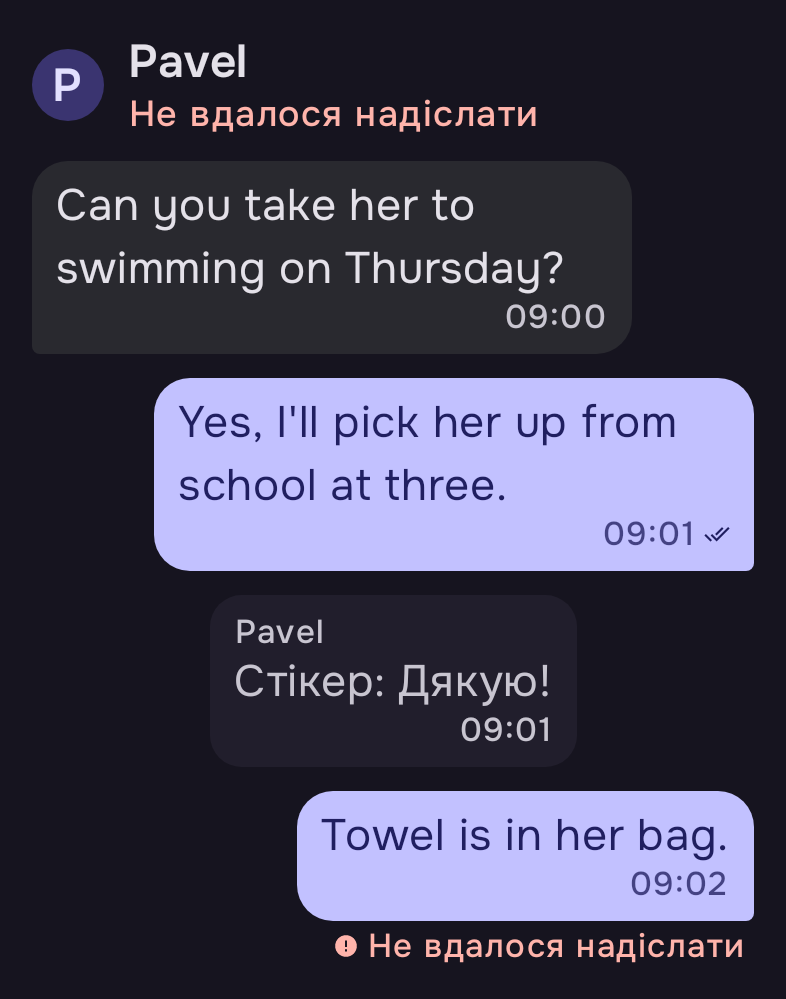 P
Pavel
Не вдалося надіслати
Can you take her to
swimming on Thursday?
09:00
Yes, I'll pick her up from
school at three.
09:01
Pavel
Стікер: Дякую!
09:01
Towel is in her bag.
09:02
Не вдалося надіслати